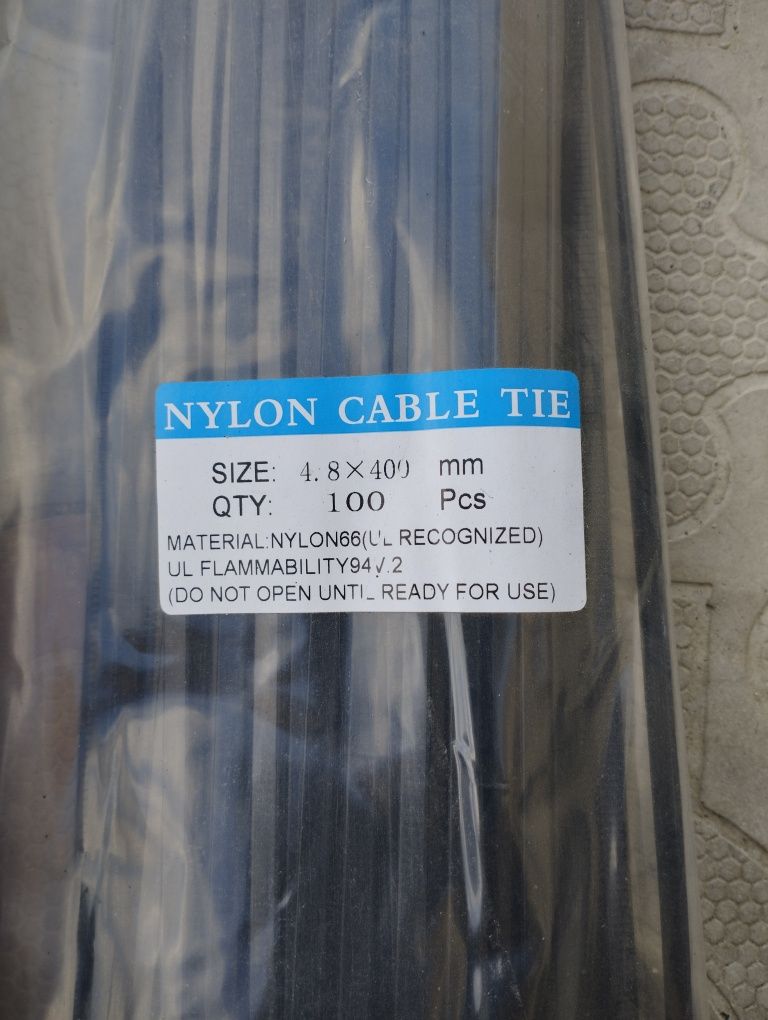 NYLON CABLE TIE
SIZE: 4.8×400 mm
QTY: 100 Pcs
MATERIAL:NYLON66(UL RECOGNIZED)
UL FLAMMABILITY94V.2
(DO NOT OPEN UNTIL READY FOR USE)